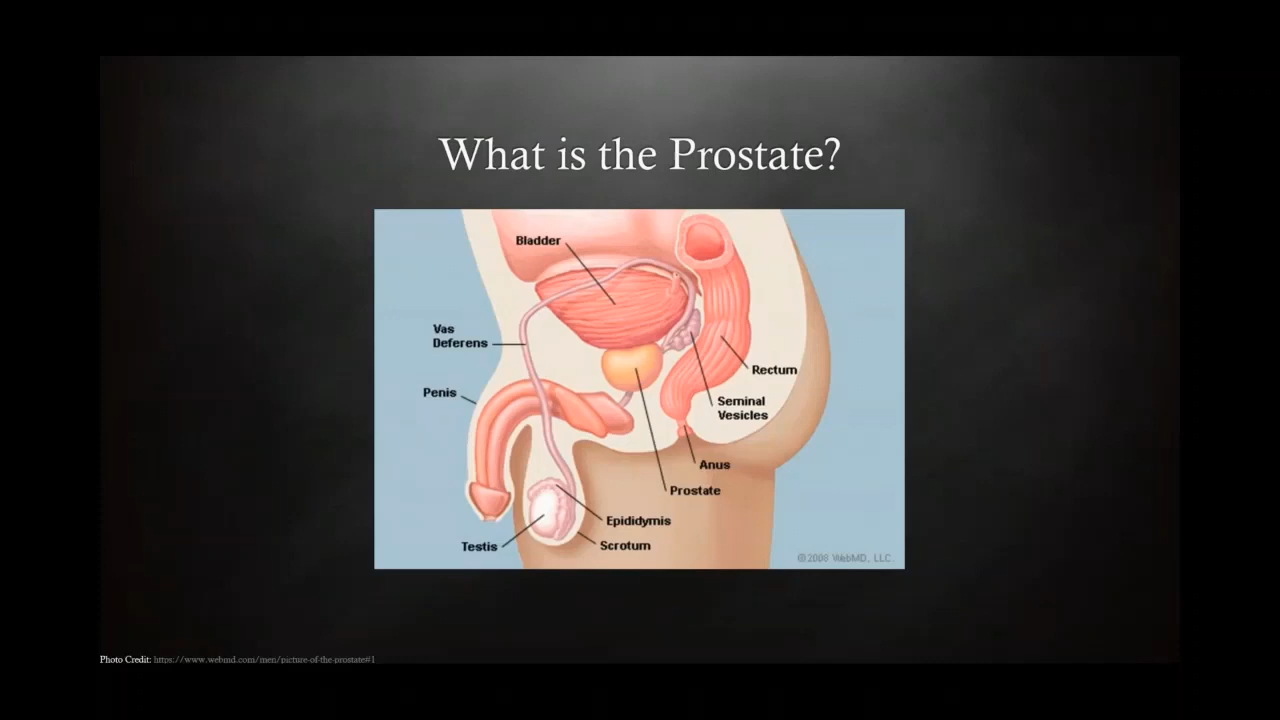 What is the Prostate?
Bladder
Vas
Deferens
Penis
Rectum
Seminal
Vesicles
Anus
Prostate
Epididymis
Testis
Scrotum
©2008 WebMD, LLC.
Photo Credit: https://www.webmd.com/men/picture-of-the-prostate#1